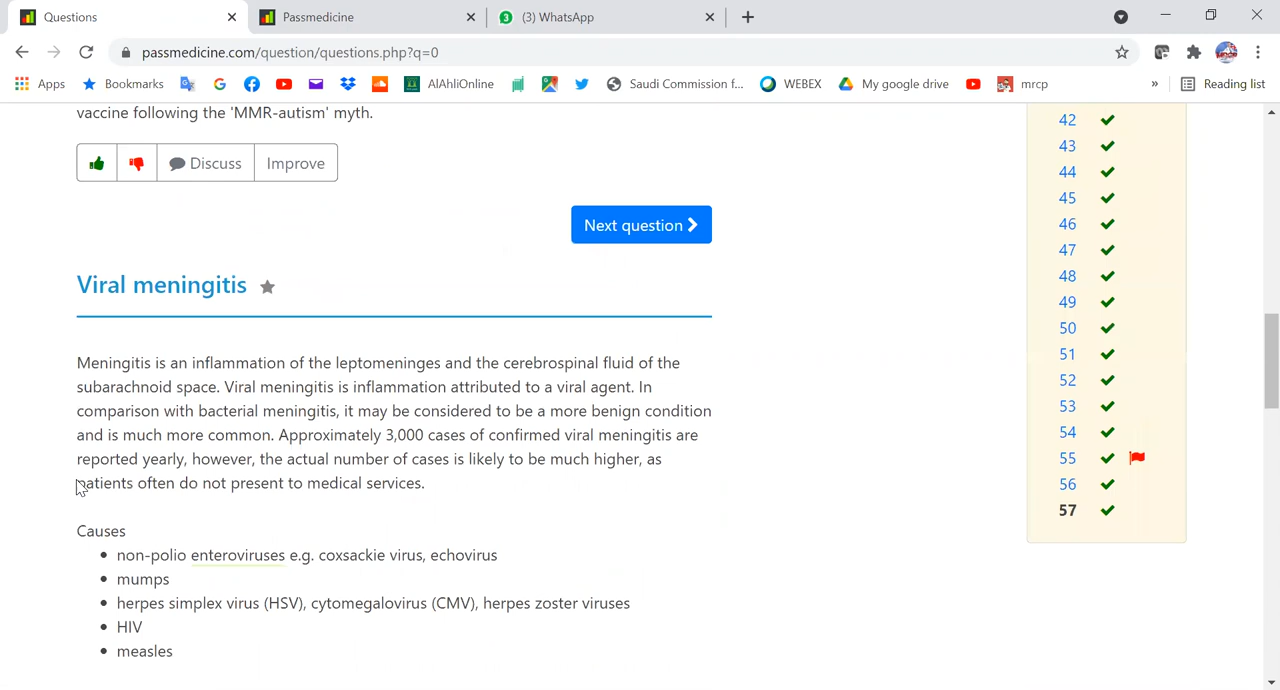 Questions
Passmedicine
(3) WhatsApp
passmedicine.com/question/questions.php?q=0
Apps
Bookmarks
AlAhliOnline
Saudi Commission f...
WEBEX
My google drive
mrcp
»
Reading list
vaccine following the 'MMR-autism' myth.
Discuss
Improve
Next question
Viral meningitis
Meningitis is an inflammation of the leptomeninges and the cerebrospinal fluid of the
subarachnoid space. Viral meningitis is inflammation attributed to a viral agent. In
comparison with bacterial meningitis, it may be considered to be a more benign condition
and is much more common. Approximately 3,000 cases of confirmed viral meningitis are
reported yearly, however, the actual number of cases is likely to be much higher, as
patients often do not present to medical services.
Causes
• non-polio enteroviruses e.g. coxsackie virus, echovirus
• mumps
• herpes simplex virus (HSV), cytomegalovirus (CMV), herpes zoster viruses
• HIV
• measles
42
43
44
45
46
47
48
49
50
51
52
53
54
55
56
57